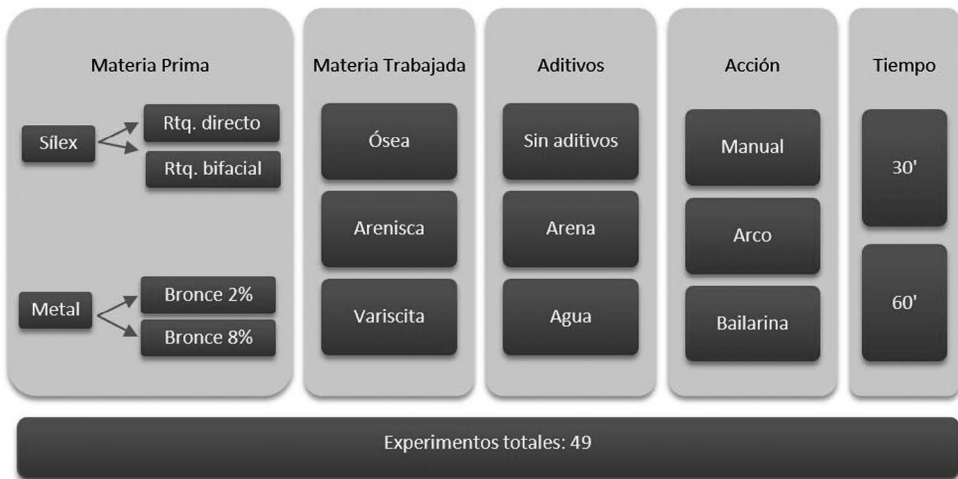 Materia Prima
Sílex
Rtq. directo
Rtq. bifacial
Metal
Bronce 2%
Bronce 8%
Materia Trabajada
Ósea
Arenisca
Variscita
Aditivos
Sin aditivos
Arena
Agua
Acción
Manual
Arco
Bailarina
Tiempo
30'
60'
Experimentos totales: 49